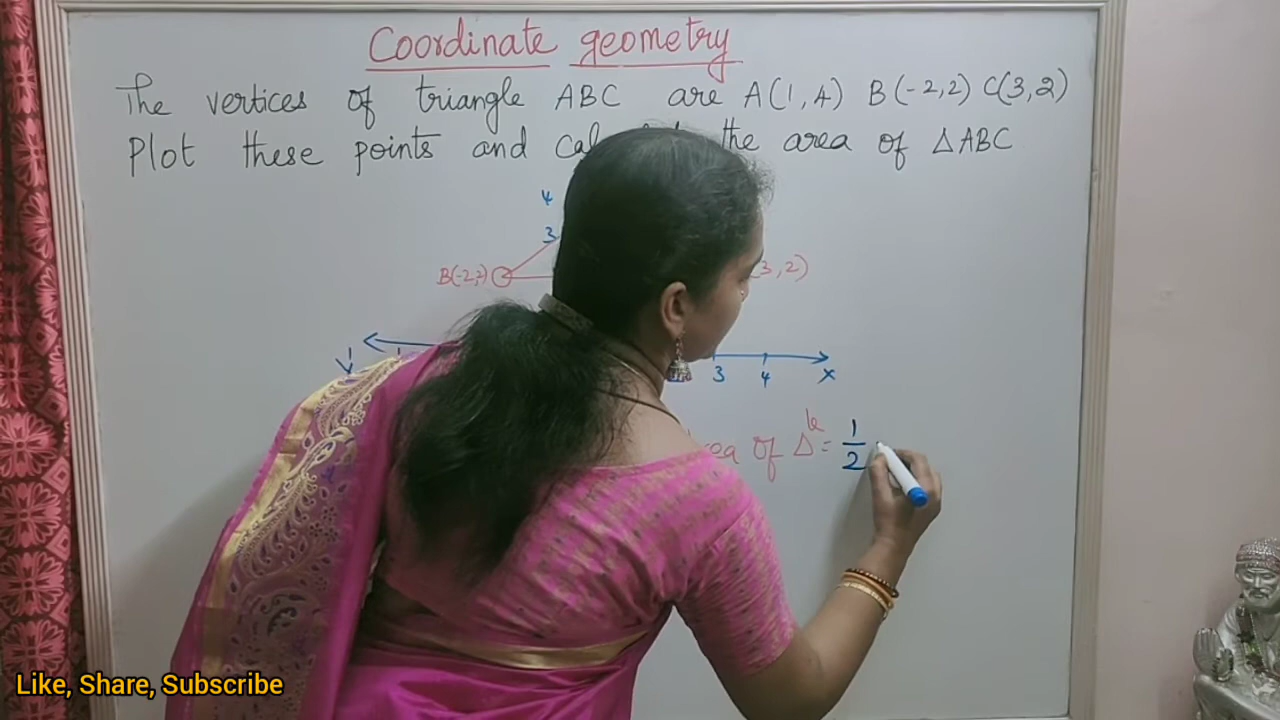 Coordinate geometry
The vertices of triangle ABC are A(1,4) B(-2,2) C(3,2)
Plot these points and the area of ΔABC
4
3
B(-2,2) 3,2)
3 4 X
of Δ = 1/2
Like, Share, Subscribe